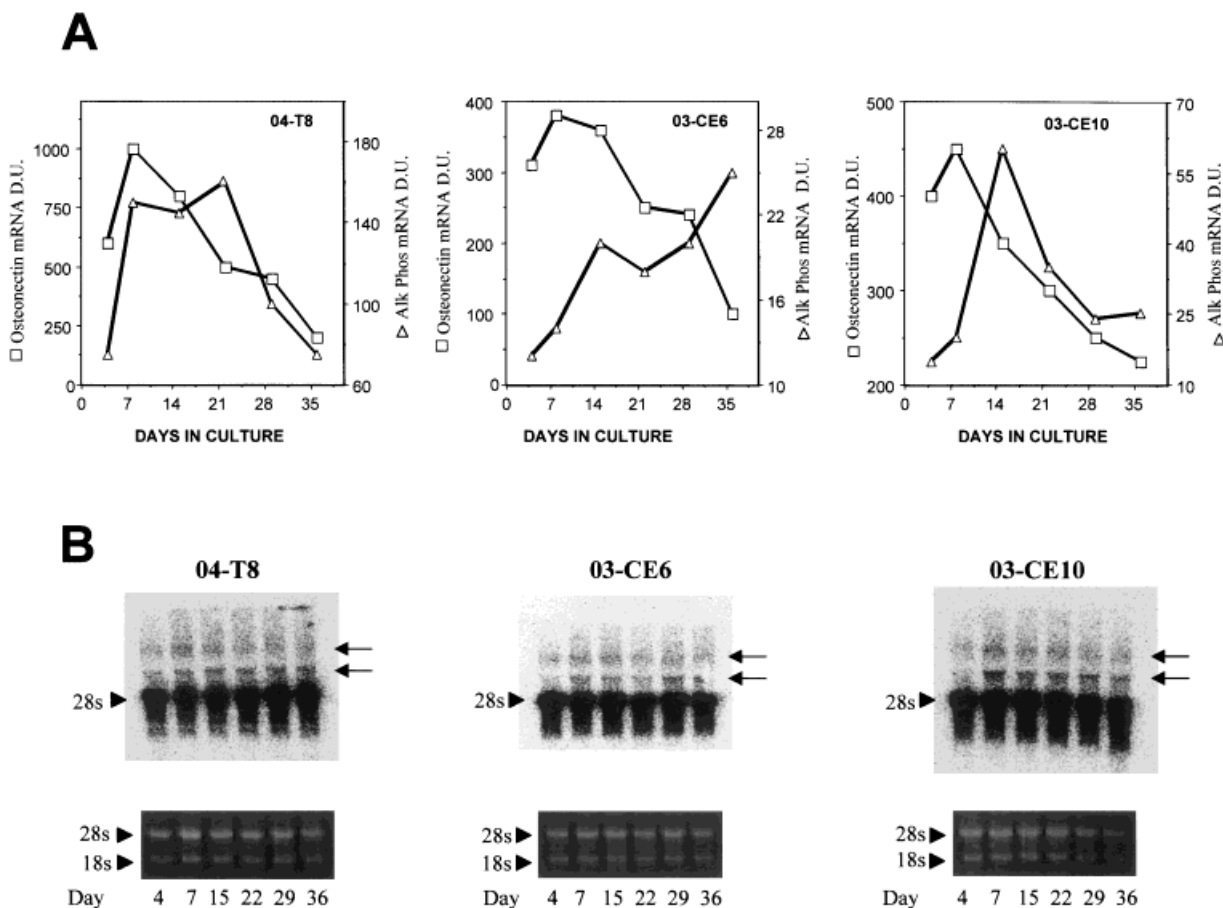 A
04-T8
1000
750
500
250
0
180
140
100
60
0 7 14 21 28 35
DAYS IN CULTURE
Osteonectin mRNA D.U.
Alk Phos mRNA D.U.
03-CE6
400
300
200
100
0
28
22
16
10
0 7 14 21 28 35
DAYS IN CULTURE
Osteonectin mRNA D.U.
Alk Phos mRNA D.U.
03-CE10
500
400
300
200
70
55
40
25
10
0 7 14 21 28 35
DAYS IN CULTURE
Osteonectin mRNA D.U.
Alk Phos mRNA D.U.
B
04-T8
03-CE6
03-CE10
28s
28s
28s
28s
18s
28s
18s
28s
18s
Day 4 7 15 22 29 36
Day 4 7 15 22 29 36
Day 4 7 15 22 29 36